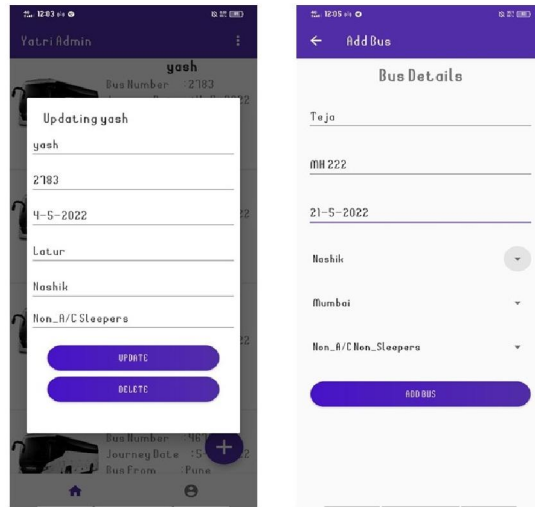 12:03
Yatri Admin
yash
Bus Number :2783
Updating yash
yash
2783
4-5-2022
Latur
Nashik
Non_A/C Sleepers
UPDATE
DELETE
Bus Number
Journey Date :5-
Bus From :Pune
12:05
Add Bus
Bus Details
Teja
MH 222
21-5-2022
Nashik
Mumbai
Non_A/C Non_Sleepers
ADD BUS